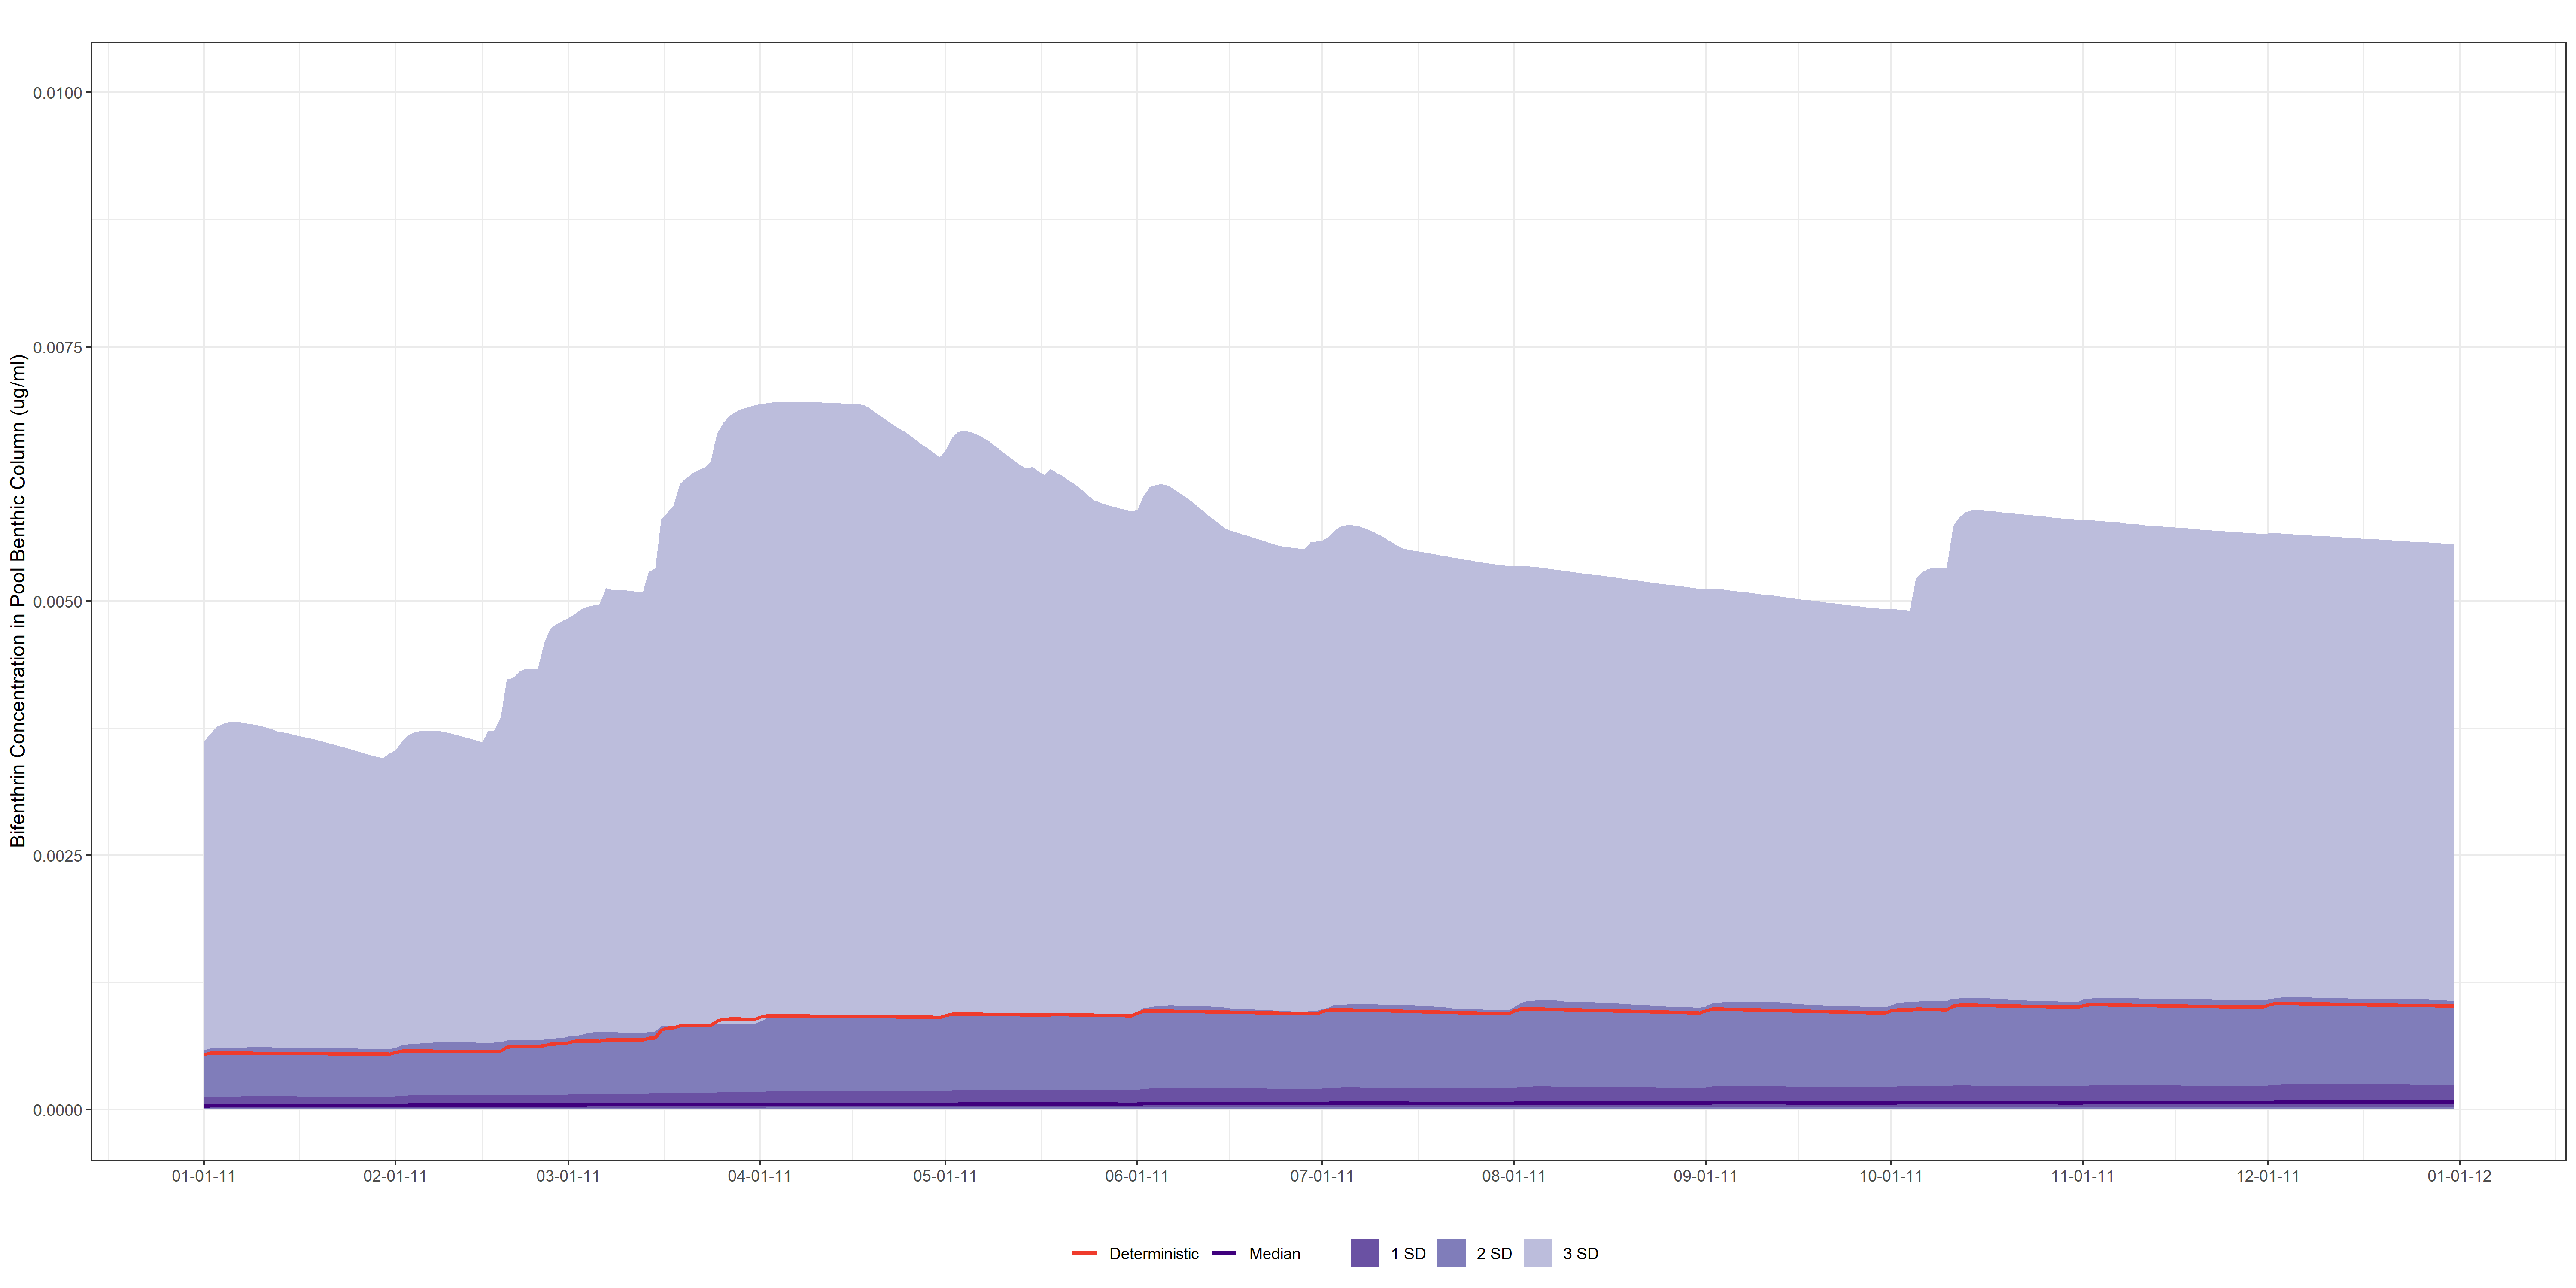 Bifenthrin Concentration in Pool Benthic Column (ug/ml)
0.0100
0.0075
0.0050
0.0025
0.0000
01-01-11 02-01-11 03-01-11 04-01-11 05-01-11 06-01-11 07-01-11 08-01-11 09-01-11 10-01-11 11-01-11 12-01-11 01-01-12
Deterministic Median 1 SD 2 SD 3 SD